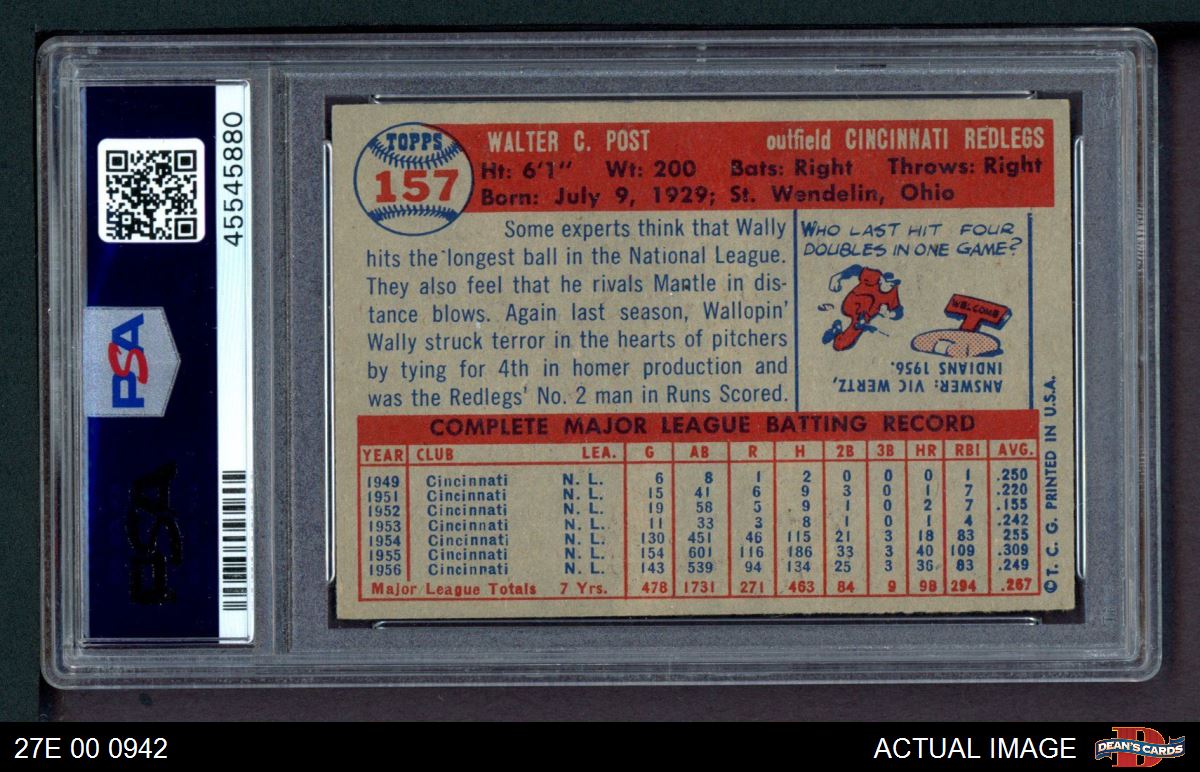 45545880
PSA
PSA
TOPPS
157
WALTER C. POST outfield CINCINNATI REDLEGS
Ht: 6'1" Wt: 200 Bats: Right Throws: Right
Born: July 9, 1929; St. Wendelin, Ohio
Some experts think that Wally
hits the longest ball in the National League.
They also feel that he rivals Mantle in dis-
tance blows. Again last season, Wallopin'
Wally struck terror in the hearts of pitchers
by tying for 4th in homer production and
was the Redlegs' No. 2 man in Runs Scored.
WHO LAST HIT FOUR
DOUBLES IN ONE GAME?
WELCOME
ANSWER: VIC WERTZ,
INDIANS 1956.
COMPLETE MAJOR LEAGUE BATTING RECORD
YEAR CLUB LEA. G AB R H 2B 3B HR RBI AVG.
1949 Cincinnati N. L. 6 8 1 2 0 0 0 1 .250
1951 Cincinnati N. L. 15 41 6 9 3 0 1 7 .220
1952 Cincinnati N. L. 19 58 5 9 1 0 2 7 .155
1953 Cincinnati N. L. 11 33 3 8 1 0 1 4 .242
1954 Cincinnati N. L. 130 451 46 115 21 3 18 83 .255
1955 Cincinnati N. L. 154 601 116 186 33 3 40 109 .309
1956 Cincinnati N. L. 143 539 94 134 25 3 36 83 .249
Major League Totals 7 Yrs. 478 1731 271 463 84 9 98 294 .267
© T. C. G. PRINTED IN U.S.A.
27E 00 0942
ACTUAL IMAGE
DEAN'S CARDS